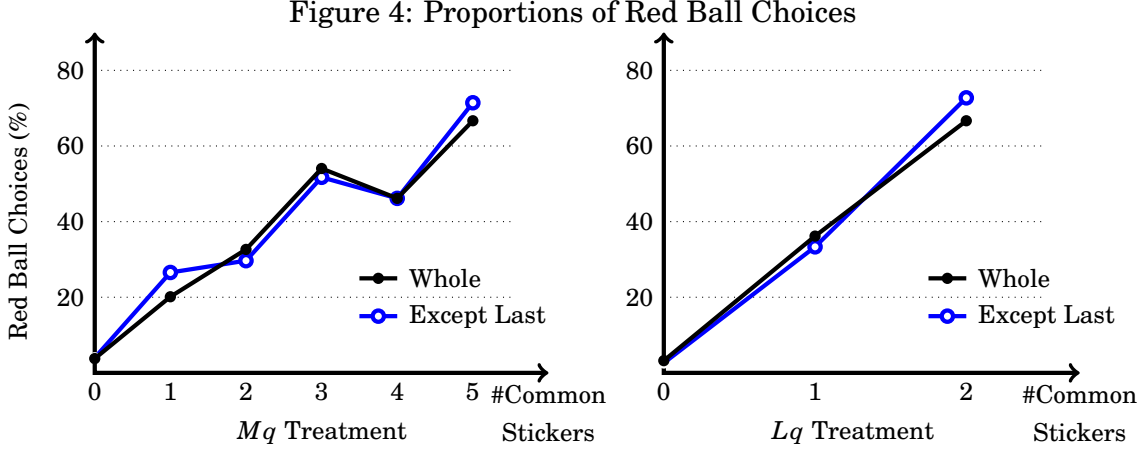 Figure 4: Proportions of Red Ball Choices
Red Ball Choices (%)
80
60
40
20
Whole
Except Last
0 1 2 3 4 5 #Common
Mq Treatment Stickers
80
60
40
20
Whole
Except Last
0 1 2 #Common
Lq Treatment Stickers